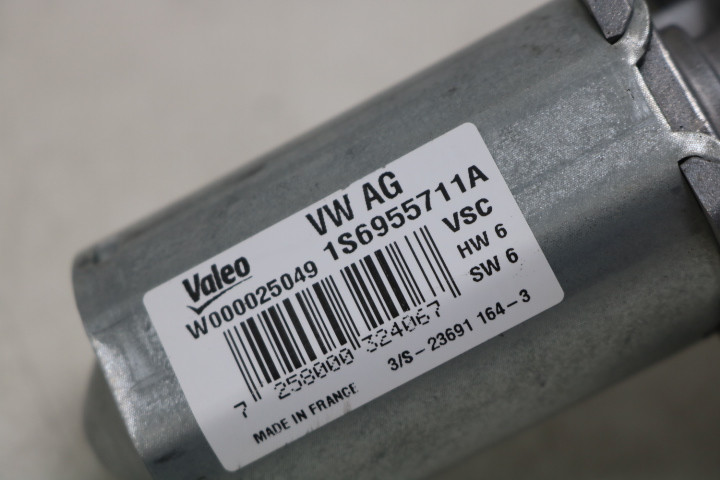 VW AG
Valeo
1S6955711A
W000025049
VSC
HW 6
SW 6
7 258000 324067
3/S-23691 164-3
MADE IN FRANCE